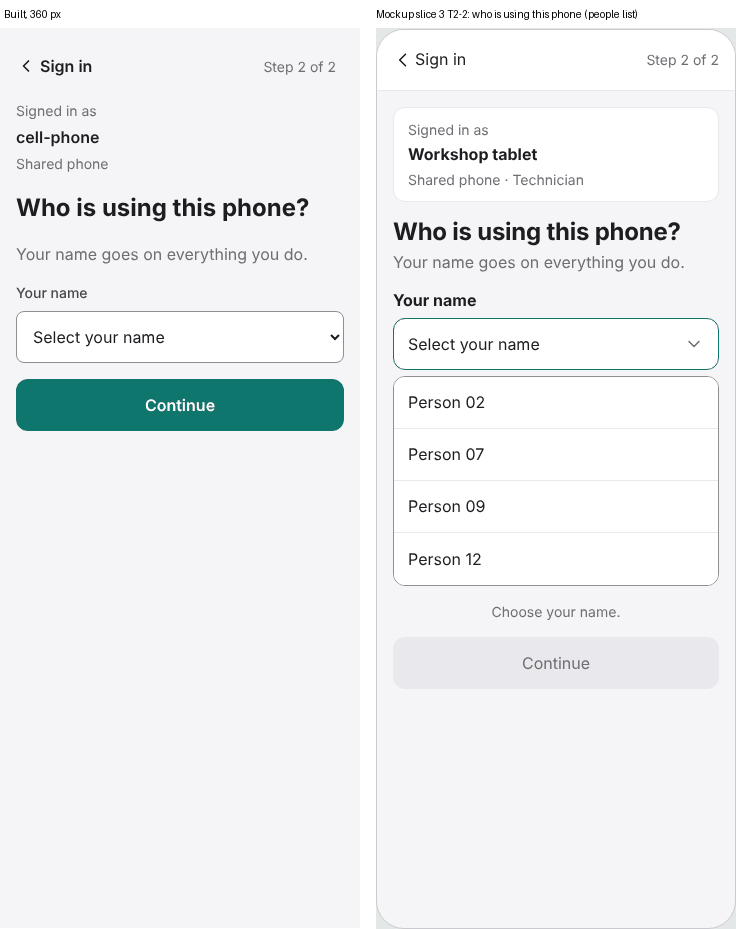 Built, 360 px
Sign in
Step 2 of 2
Signed in as
cell-phone
Shared phone
Who is using this phone?
Your name goes on everything you do.
Your name
Select your name
Continue
Mockup slice 3 T2-2: who is using this phone (people list)
Sign in
Step 2 of 2
Signed in as
Workshop tablet
Shared phone · Technician
Who is using this phone?
Your name goes on everything you do.
Your name
Select your name
Person 02
Person 07
Person 09
Person 12
Choose your name.
Continue